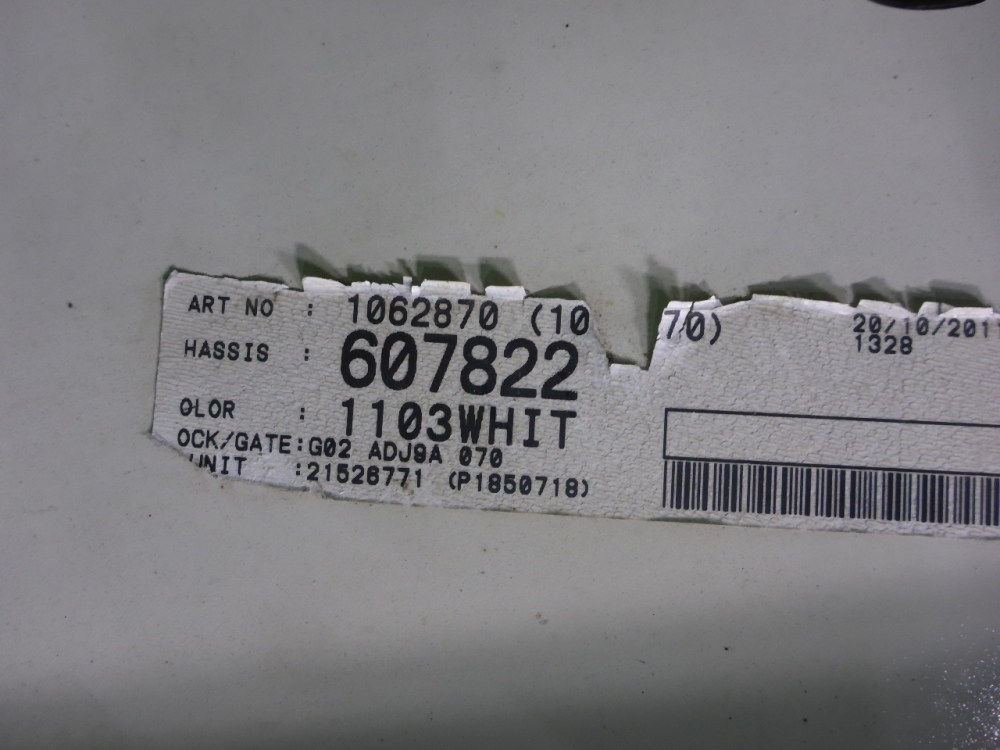 ART NO : 1062870 (10 70) 20/10/201
1328
HASSIS : 607822
OLOR : 1103WHIT
OCK/GATE:G02 ADJ9A 070
UNIT :21526771 (P1850718)